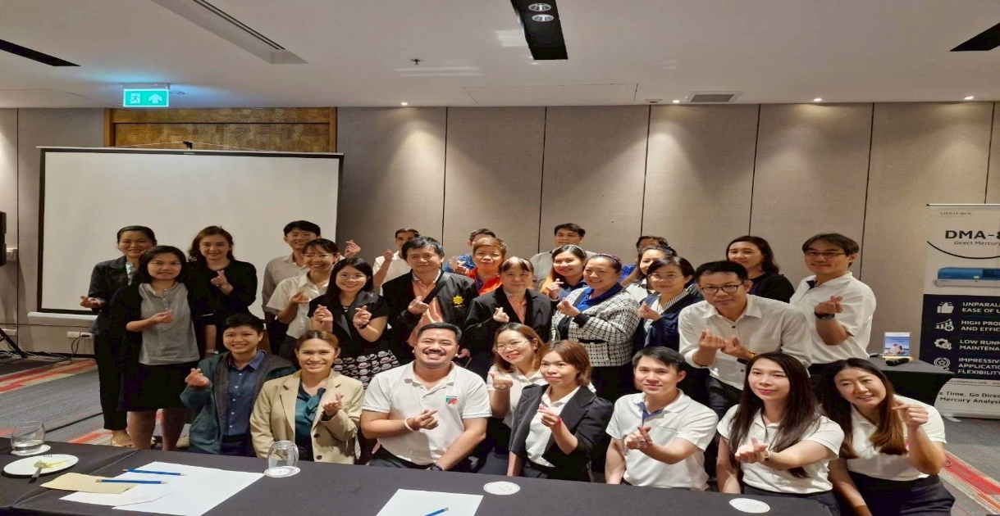 DMA-8
Direct Mercury
UNPARAL
EASE OF U
HIGH PRO
AND EFFIC
LOW RUNN
MAINTENA
IMPRESSIV
APPLICATIO
FLEXIBILITY
e Time, Go Direc
Mercury Analysi